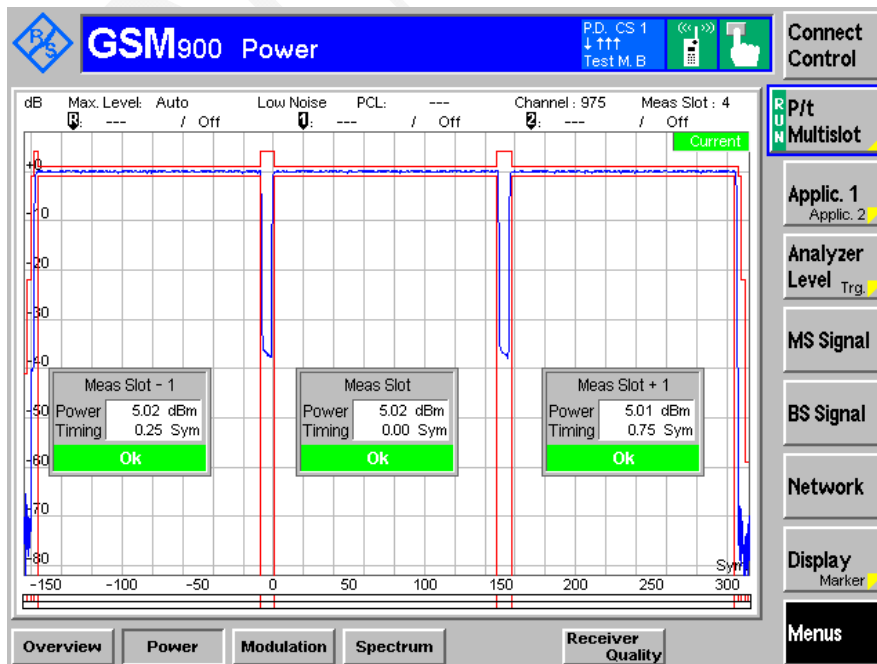 R S
GSM900 Power
P.D. CS 1
↓ ↑↑↑
Test M. B
Connect
Control
dB Max. Level: Auto Low Noise PCL: --- Channel : 975 Meas Slot : 4
R: --- / Off 1: --- / Off 2: --- / Off
Current
RUN
P/t
Multislot
Applic. 1
Applic. 2
Analyzer
Level Trg.
MS Signal
BS Signal
Network
Display
Marker
Menus
+0
-10
-20
-30
-40
-50
-60
-70
-80
Meas Slot - 1
Power 5.02 dBm
Timing 0.25 Sym
Ok
Meas Slot
Power 5.02 dBm
Timing 0.00 Sym
Ok
Meas Slot + 1
Power 5.01 dBm
Timing 0.75 Sym
Ok
Sym
-150 -100 -50 0 50 100 150 200 250 300
Overview Power Modulation Spectrum Receiver
Quality